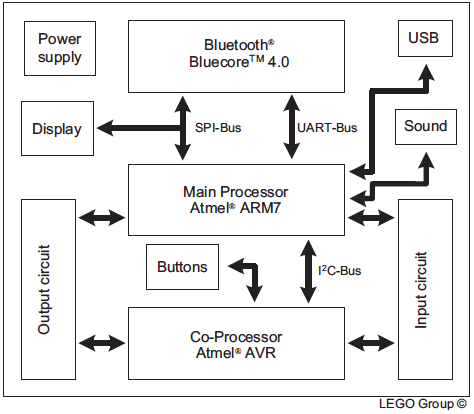 Power
supply
Bluetooth®
Bluecore™ 4.0
USB
Display
SPI-Bus
UART-Bus
Sound
Main Processor
Atmel® ARM7
Output circuit
Buttons
I²C-Bus
Input circuit
Co-Processor
Atmel® AVR
LEGO Group ©